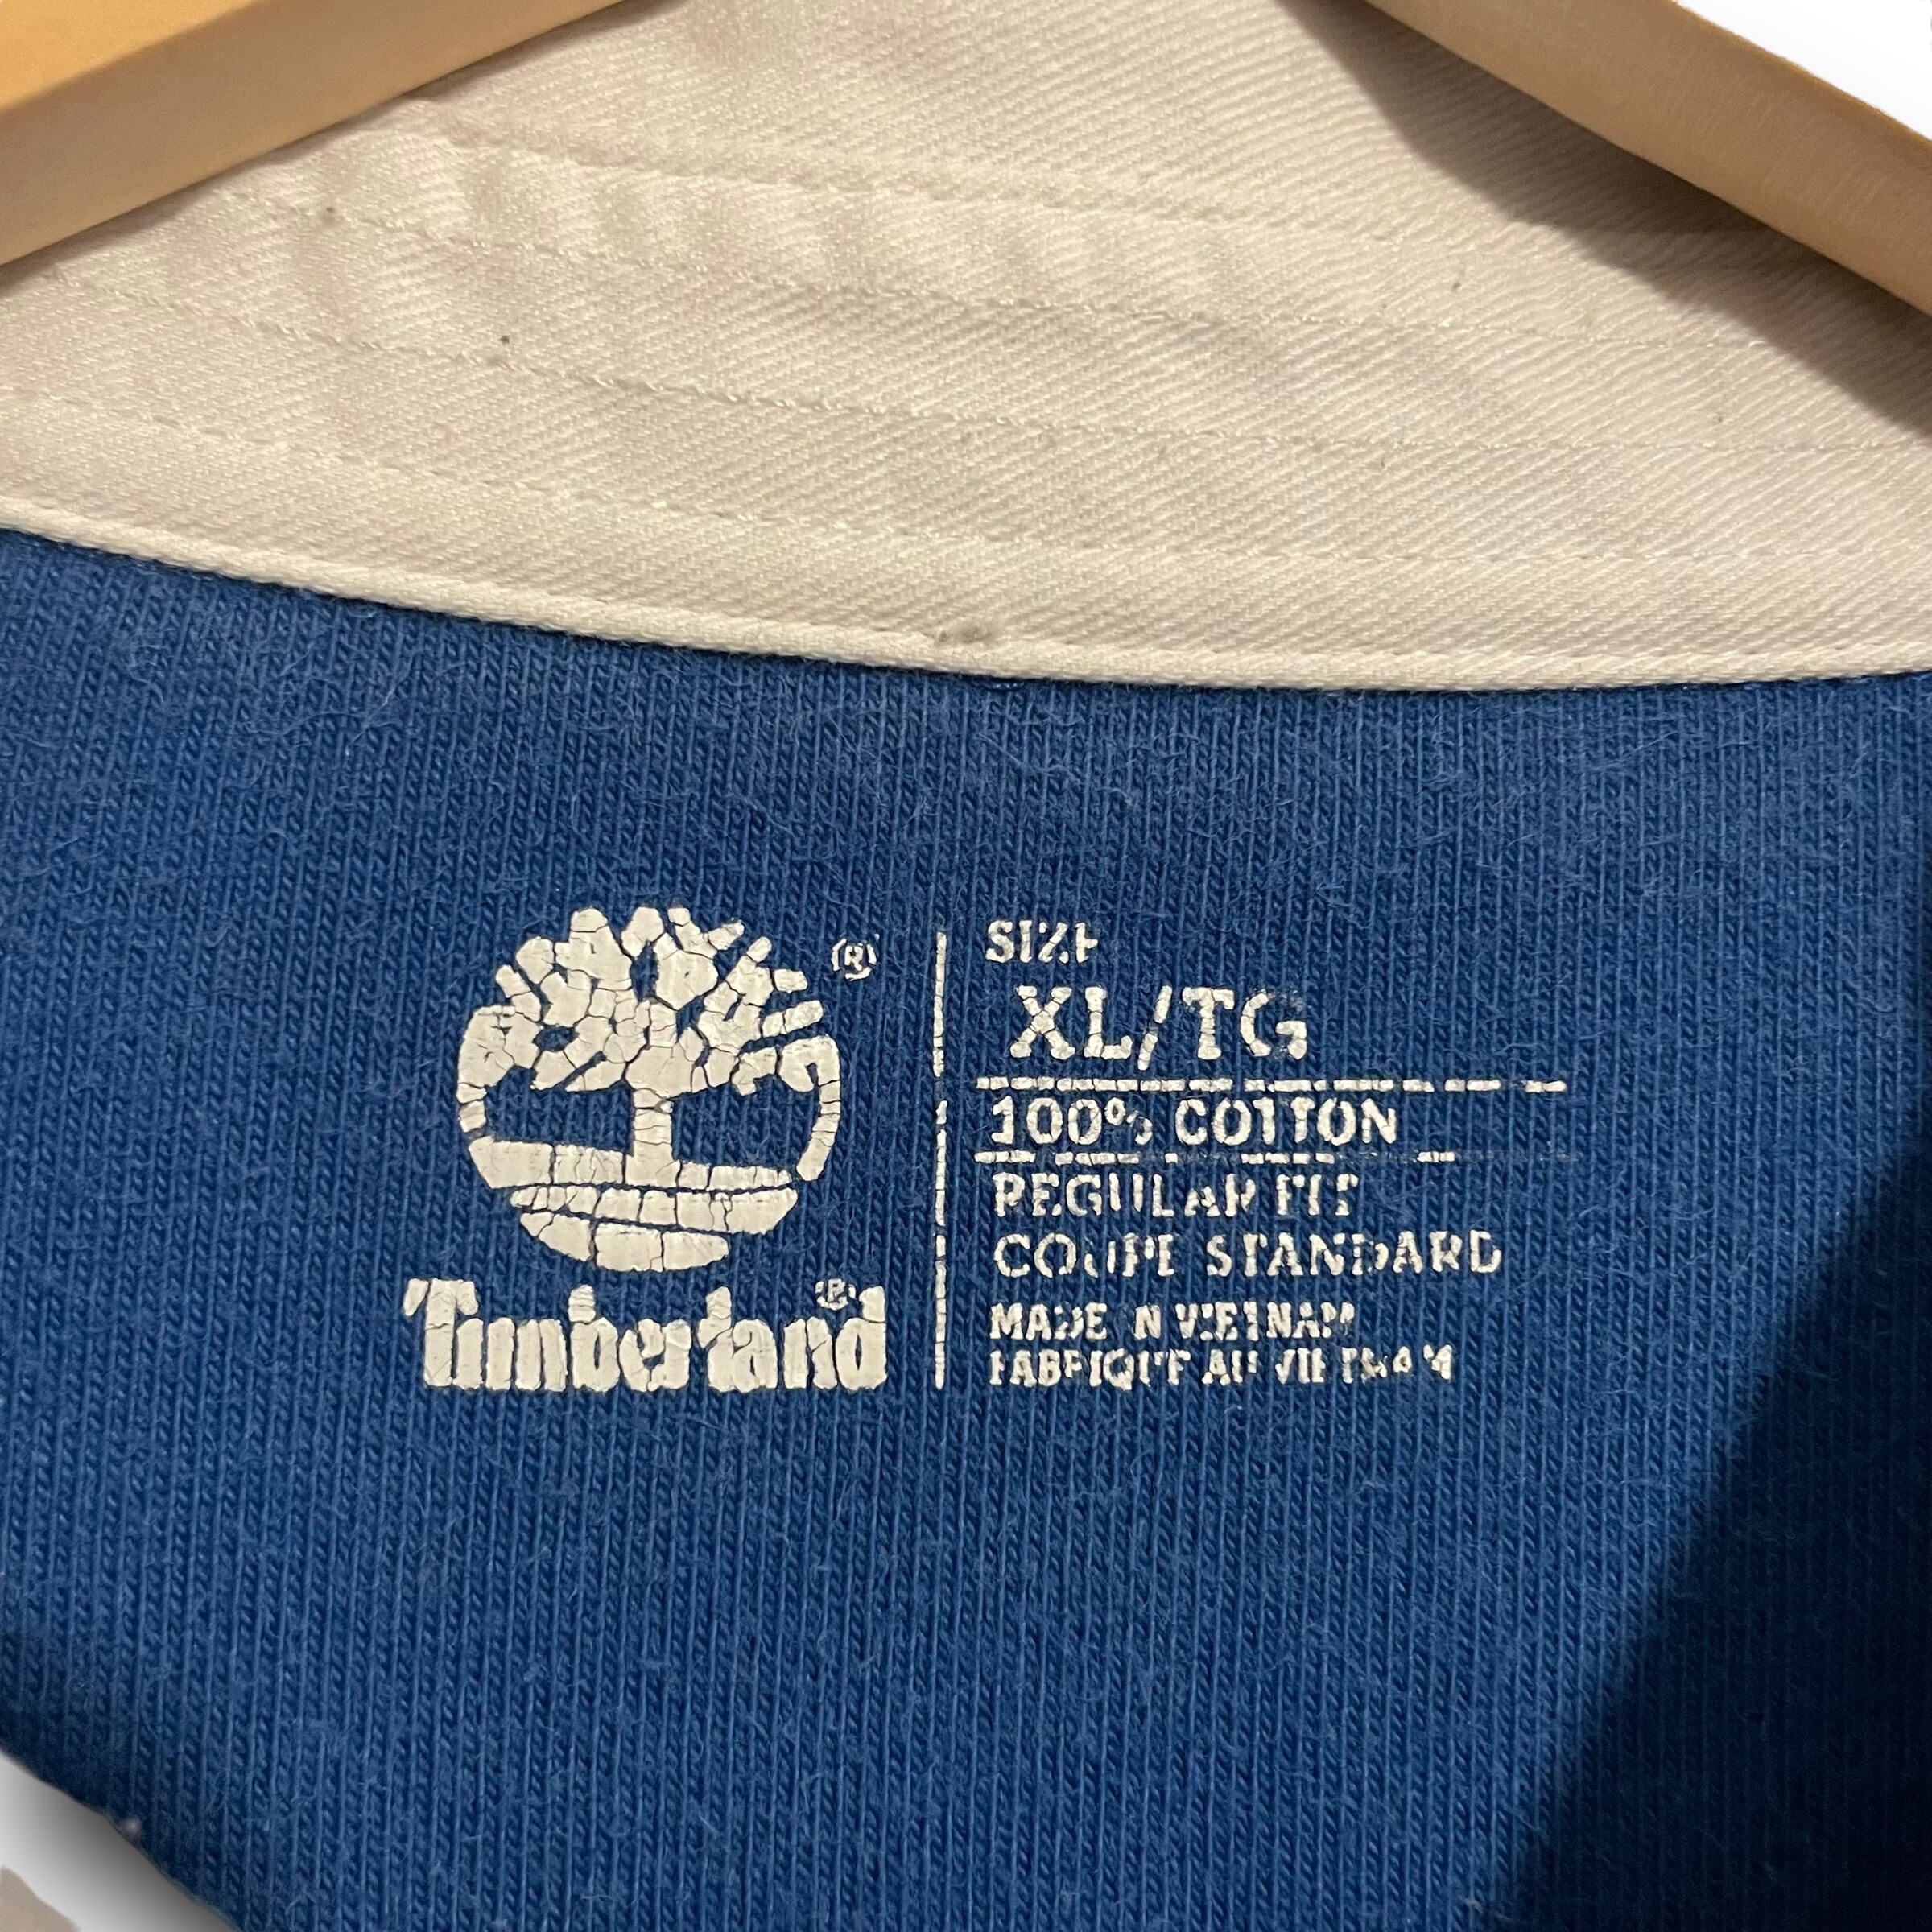 SIZE
XL/TG
100% COTTON
REGULAR FIT
COUPE STANDARD
MADE IN VIETNAM
FABRIQUE AU VIETNAM
®
Timberland®